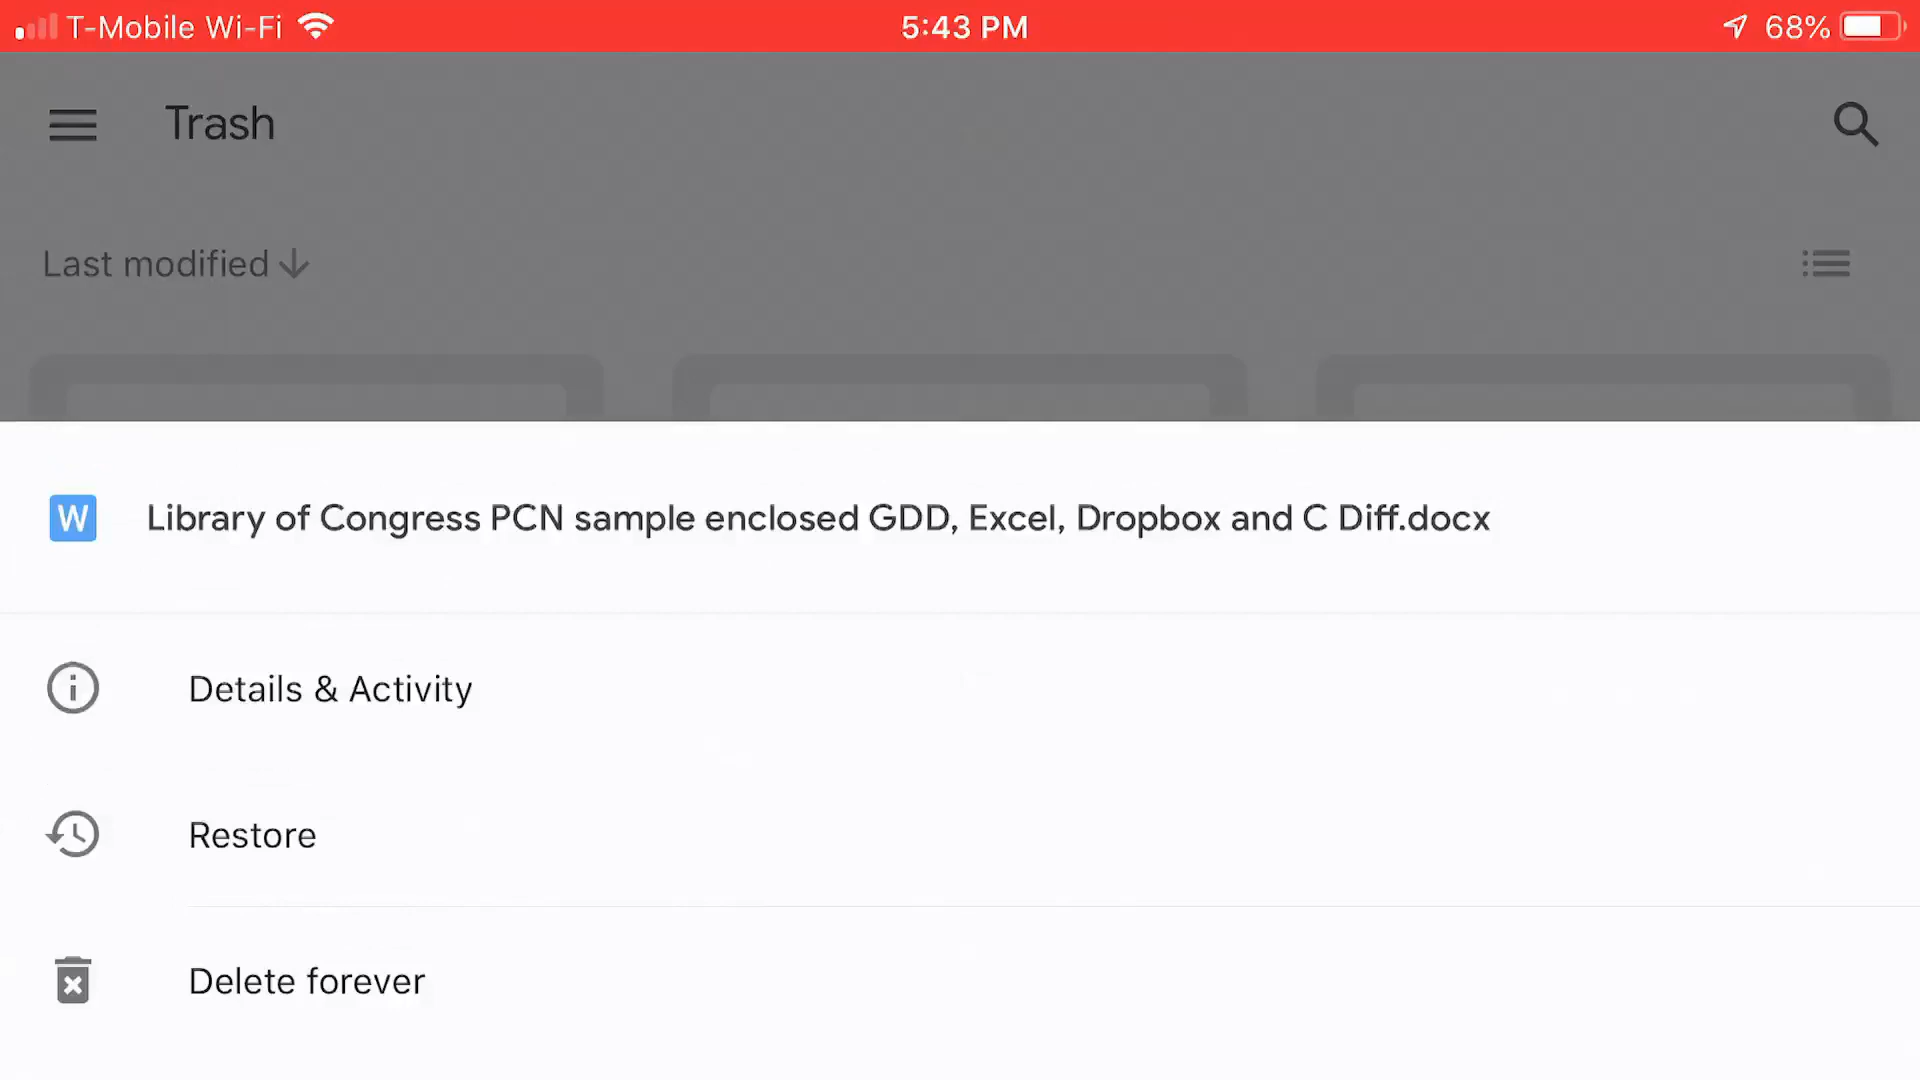 T-Mobile Wi-Fi 5:43 PM 68%
Trash
Last modified
W Library of Congress PCN sample enclosed GDD, Excel, Dropbox and C Diff.docx
Details & Activity
Restore
Delete forever